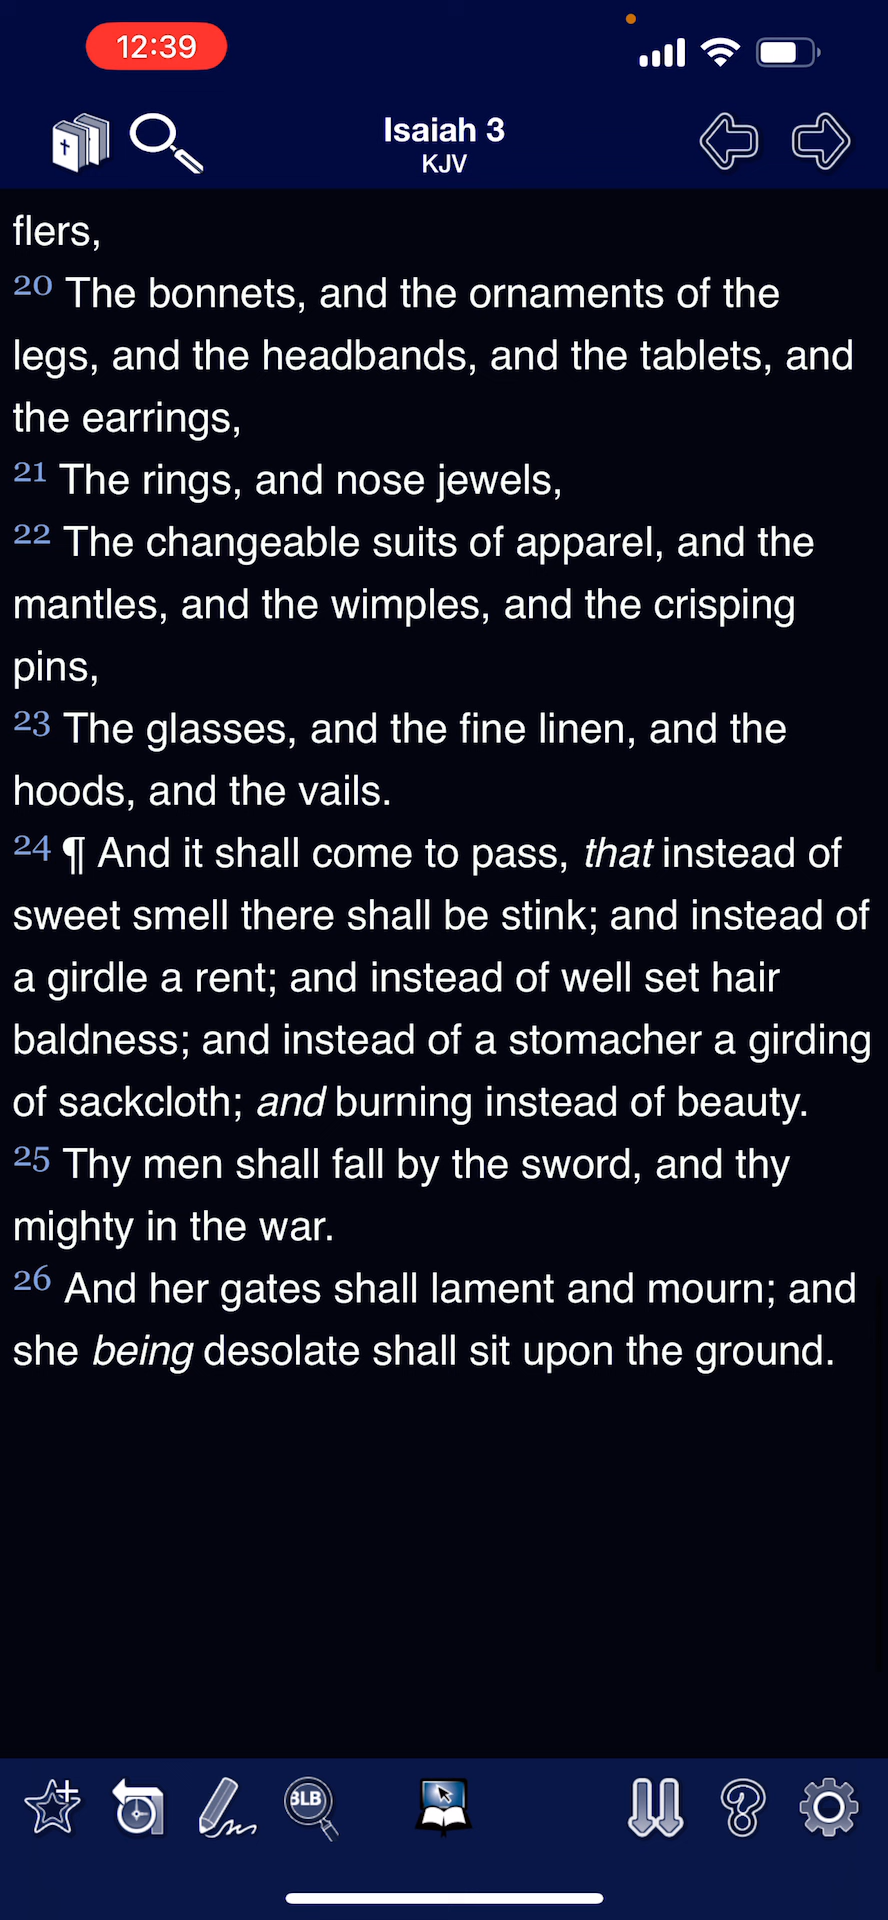 12:39
Isaiah 3
KJV
flers,
20 The bonnets, and the ornaments of the
legs, and the headbands, and the tablets, and
the earrings,
21 The rings, and nose jewels,
22 The changeable suits of apparel, and the
mantles, and the wimples, and the crisping
pins,
23 The glasses, and the fine linen, and the
hoods, and the vails.
24 ¶ And it shall come to pass, that instead of
sweet smell there shall be stink; and instead of
a girdle a rent; and instead of well set hair
baldness; and instead of a stomacher a girding
of sackcloth; and burning instead of beauty.
25 Thy men shall fall by the sword, and thy
mighty in the war.
26 And her gates shall lament and mourn; and
she being desolate shall sit upon the ground.
BLB